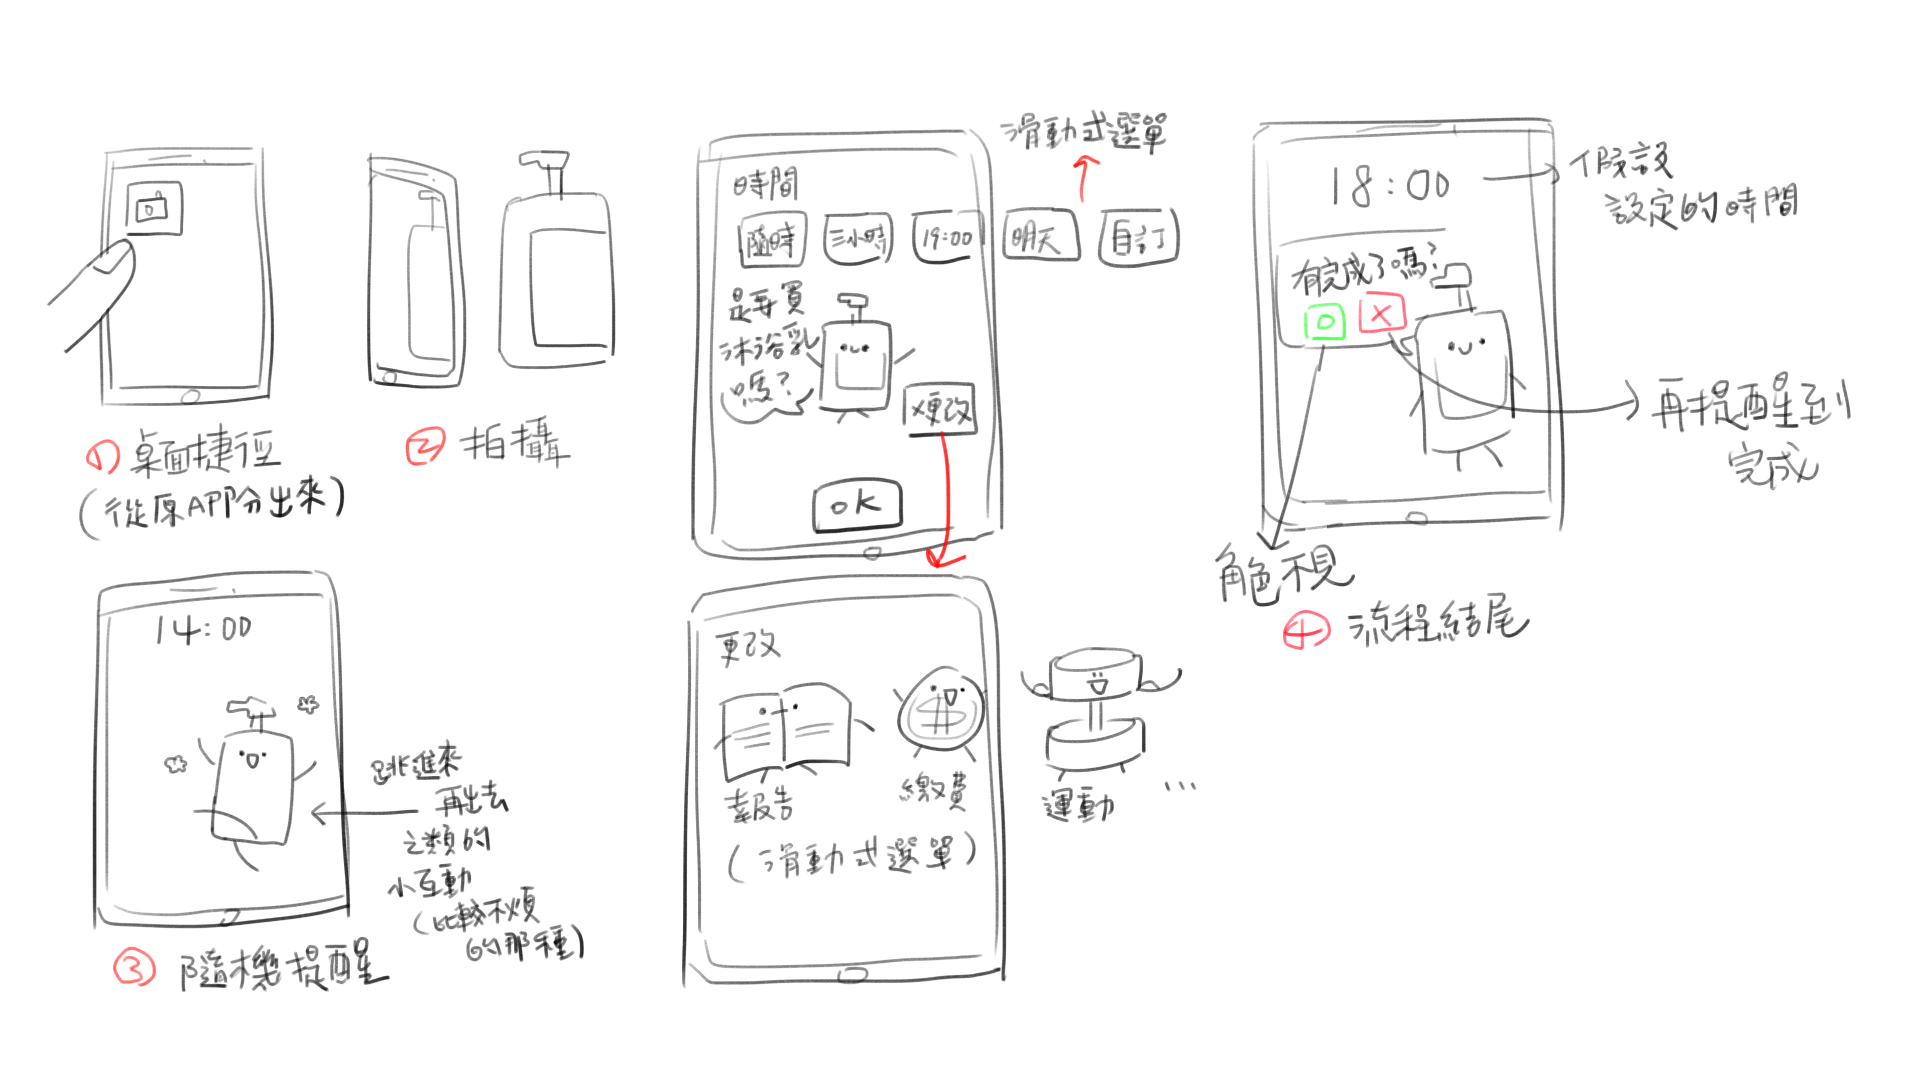 ① 桌面捷徑
(從原APP分出來)
② 拍攝
時間
隨時
三小時
19:00
明天
自訂
滑動式選單
是要買
沐浴乳
嗎?
更改
OK
更改
報告
繳費
運動
...
(滑動式選單)
14:00
跳進來
再出去
之類的
小互動
(比較不煩
的那種)
③ 隨機提醒
18:00
假設
設定的時間
有完成了嗎?
O
X
再提醒到
完成
角色不見
④ 流程結尾